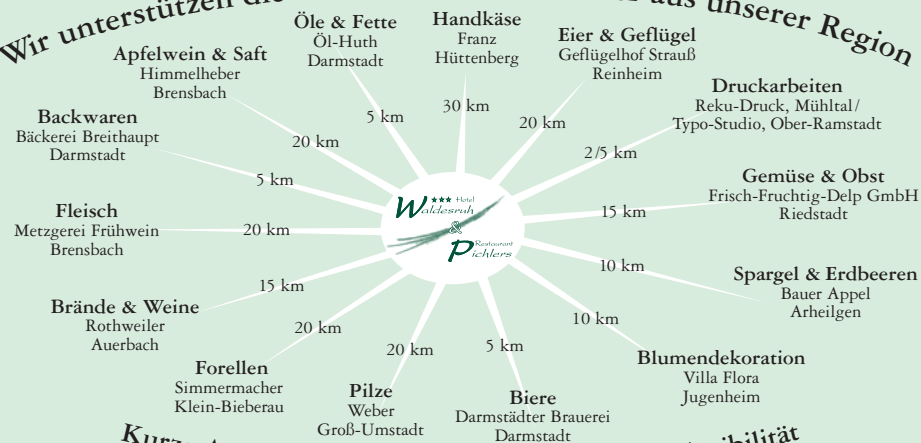 Wir unterstützen die
aus unserer Region
Öle & Fette
Öl-Huth
Darmstadt
5 km
Handkäse
Franz
Hüttenberg
30 km
Eier & Geflügel
Geflügelhof Strauß
Reinheim
20 km
Druckarbeiten
Reku-Druck, Mühltal/
Typo-Studio, Ober-Ramstadt
2/5 km
Gemüse & Obst
Frisch-Fruchtig-Delp GmbH
Riedstadt
15 km
Spargel & Erdbeeren
Bauer Appel
Arheilgen
10 km
Blumendekoration
Villa Flora
Jugenheim
10 km
Biere
Darmstädter Brauerei
Darmstadt
5 km
Pilze
Weber
Groß-Umstadt
20 km
Forellen
Simmermacher
Klein-Bieberau
20 km
Brände & Weine
Rothweiler
Auerbach
15 km
Fleisch
Metzgerei Frühwein
Brensbach
20 km
Backwaren
Bäckerei Breithaupt
Darmstadt
5 km
Apfelwein & Saft
Himmelheber
Brensbach
20 km
*** Hotel
Waldesruh
&
Restaurant
Pichlers